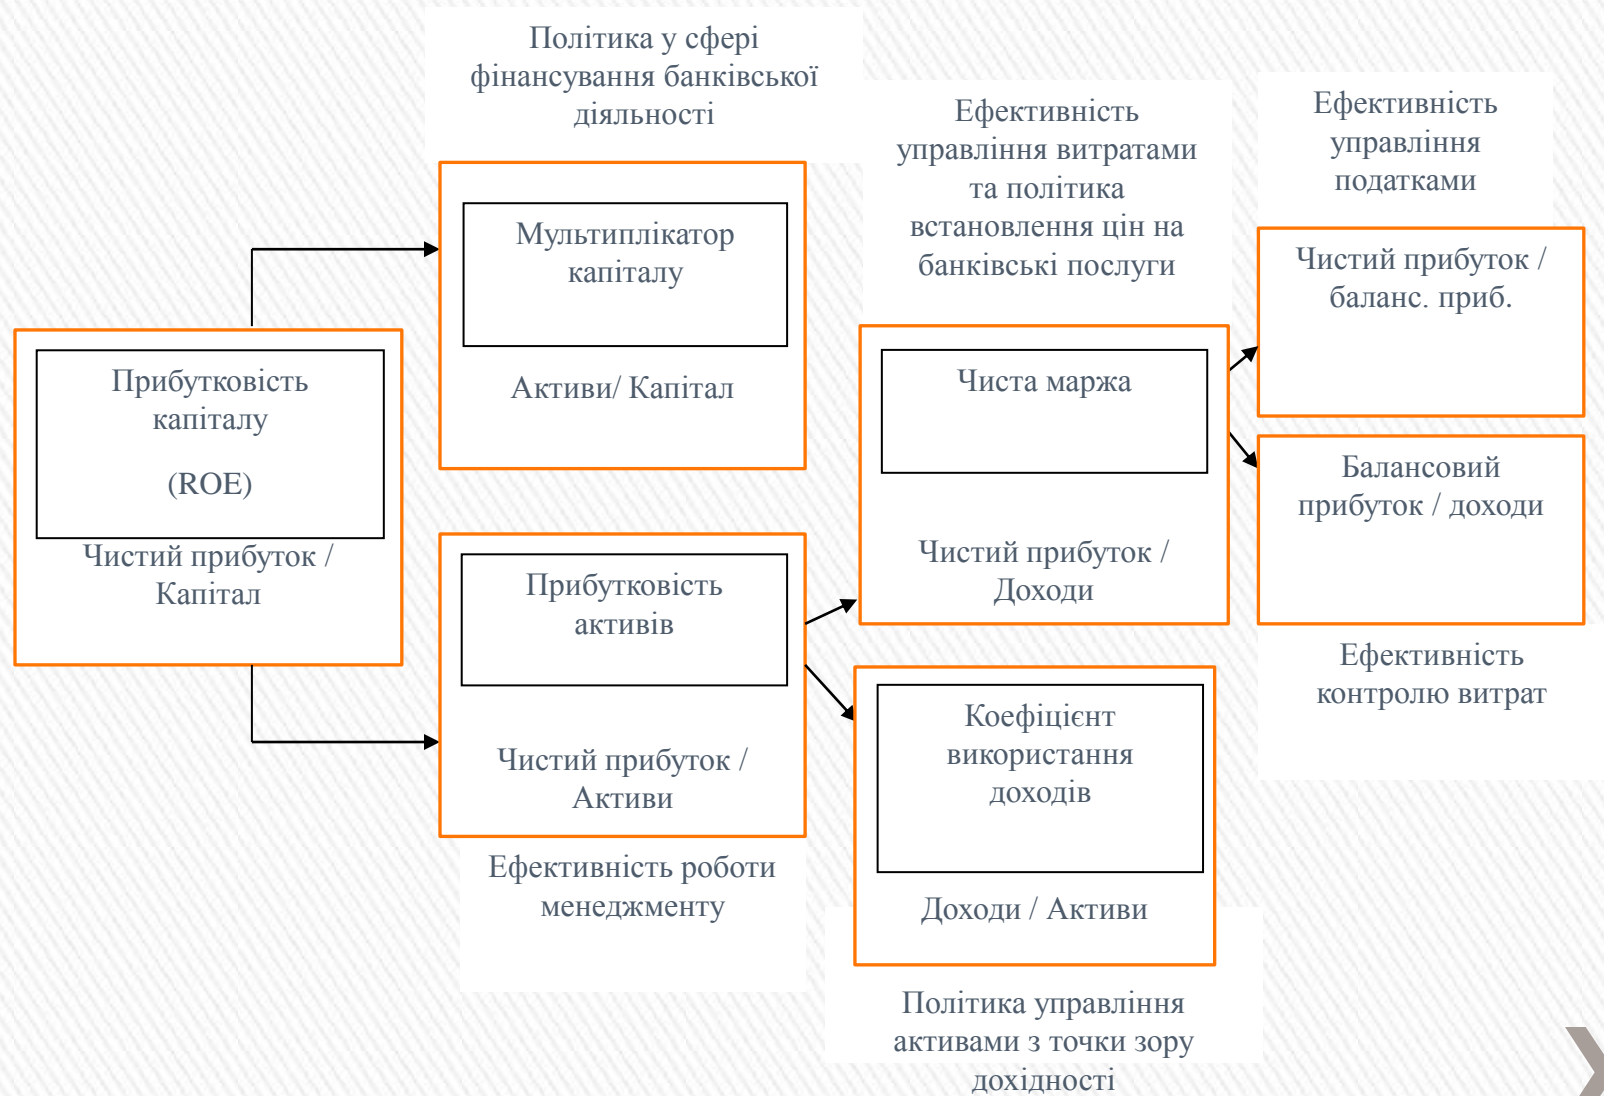 Політика у сфері
фінансування банківської
діяльності
Мультиплікатор
капіталу
Активи/ Капітал
Прибутковість
капіталу
(ROE)
Чистий прибуток /
Капітал
Прибутковість
активів
Чистий прибуток /
Активи
Ефективність роботи
менеджменту
Ефективність
управління витратами
та політика
встановлення цін на
банківські послуги
Чиста маржа
Чистий прибуток /
Доходи
Коефіцієнт
використання
доходів
Доходи / Активи
Політика управління
активами з точки зору
дохідності
Ефективність
управління
податками
Чистий прибуток /
баланс. приб.
Балансовий
прибуток / доходи
Ефективність
контролю витрат